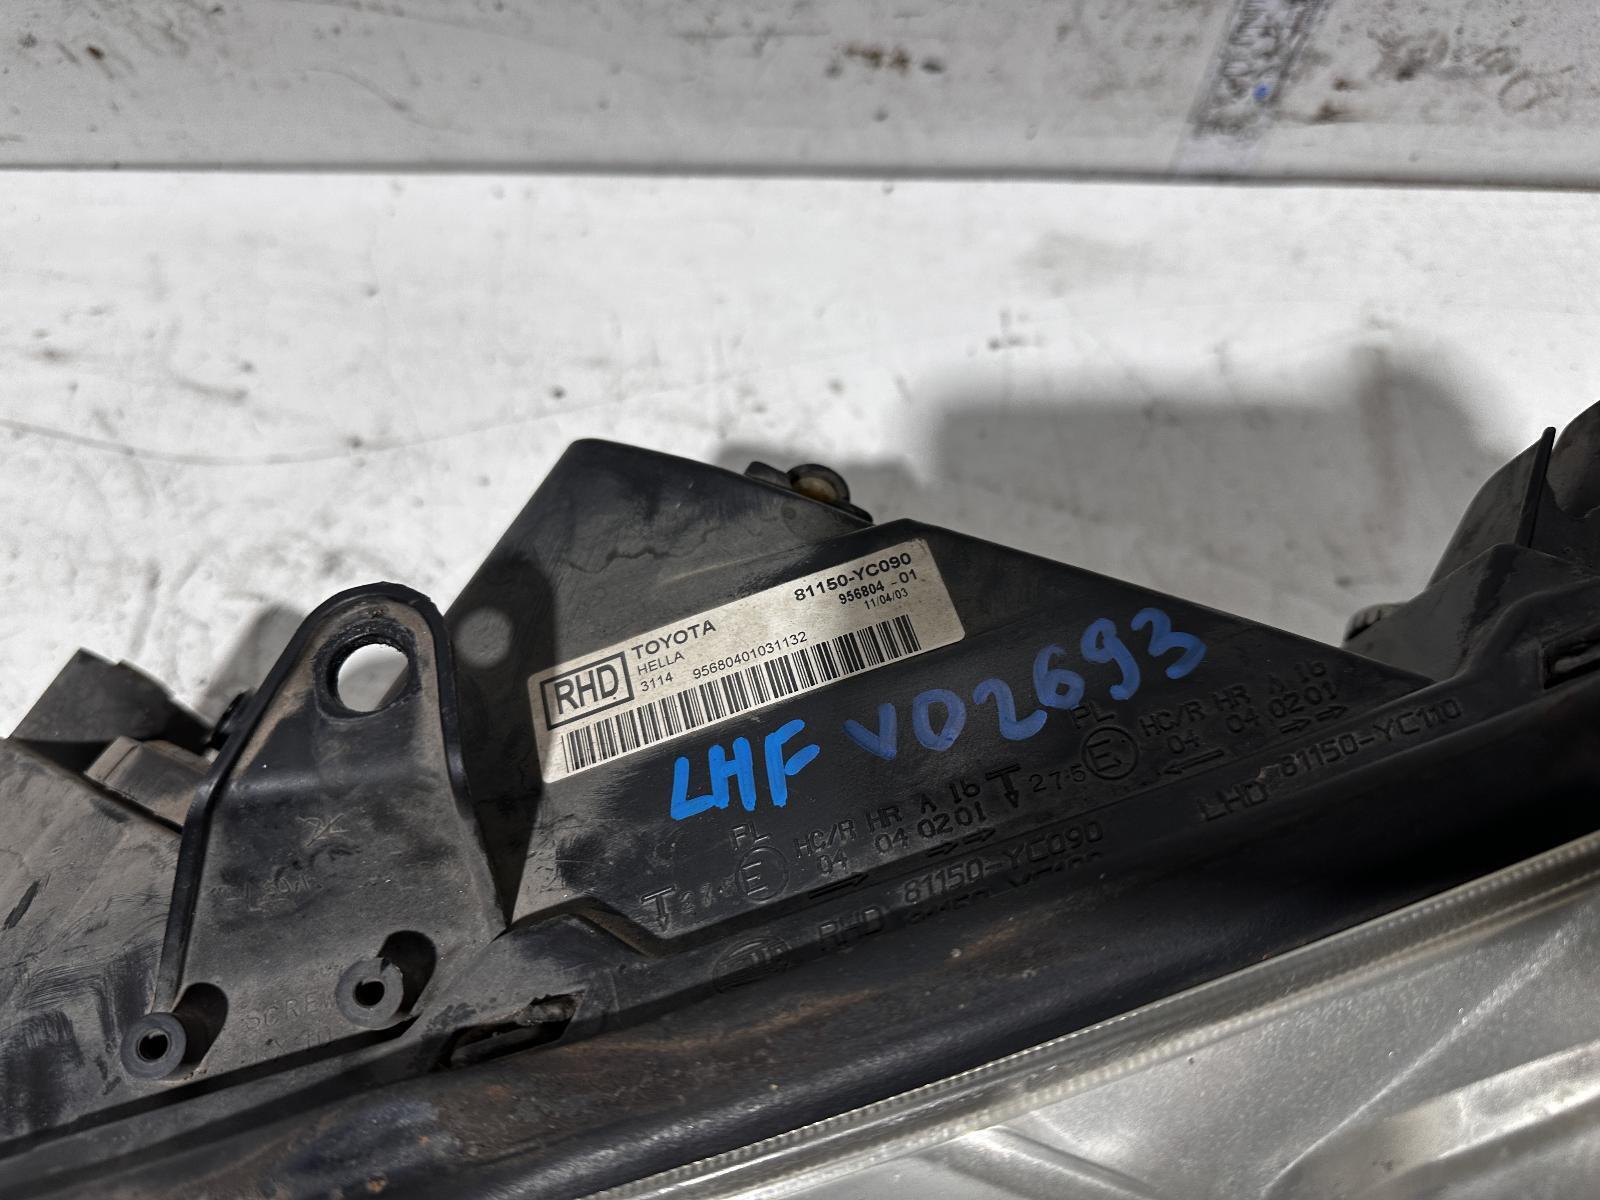 RHD
TOYOTA
HELLA
3114 95680401031132
81150-YC090
956804 -01
11/04/03
LHF VD2693
PL
HC/R HR A 16
04 04 0201
27.5 E
81150-YC110
LHD
PL
HC/R HR A 16
04 04 0201
E
RHD 81150-YC090
SCREW